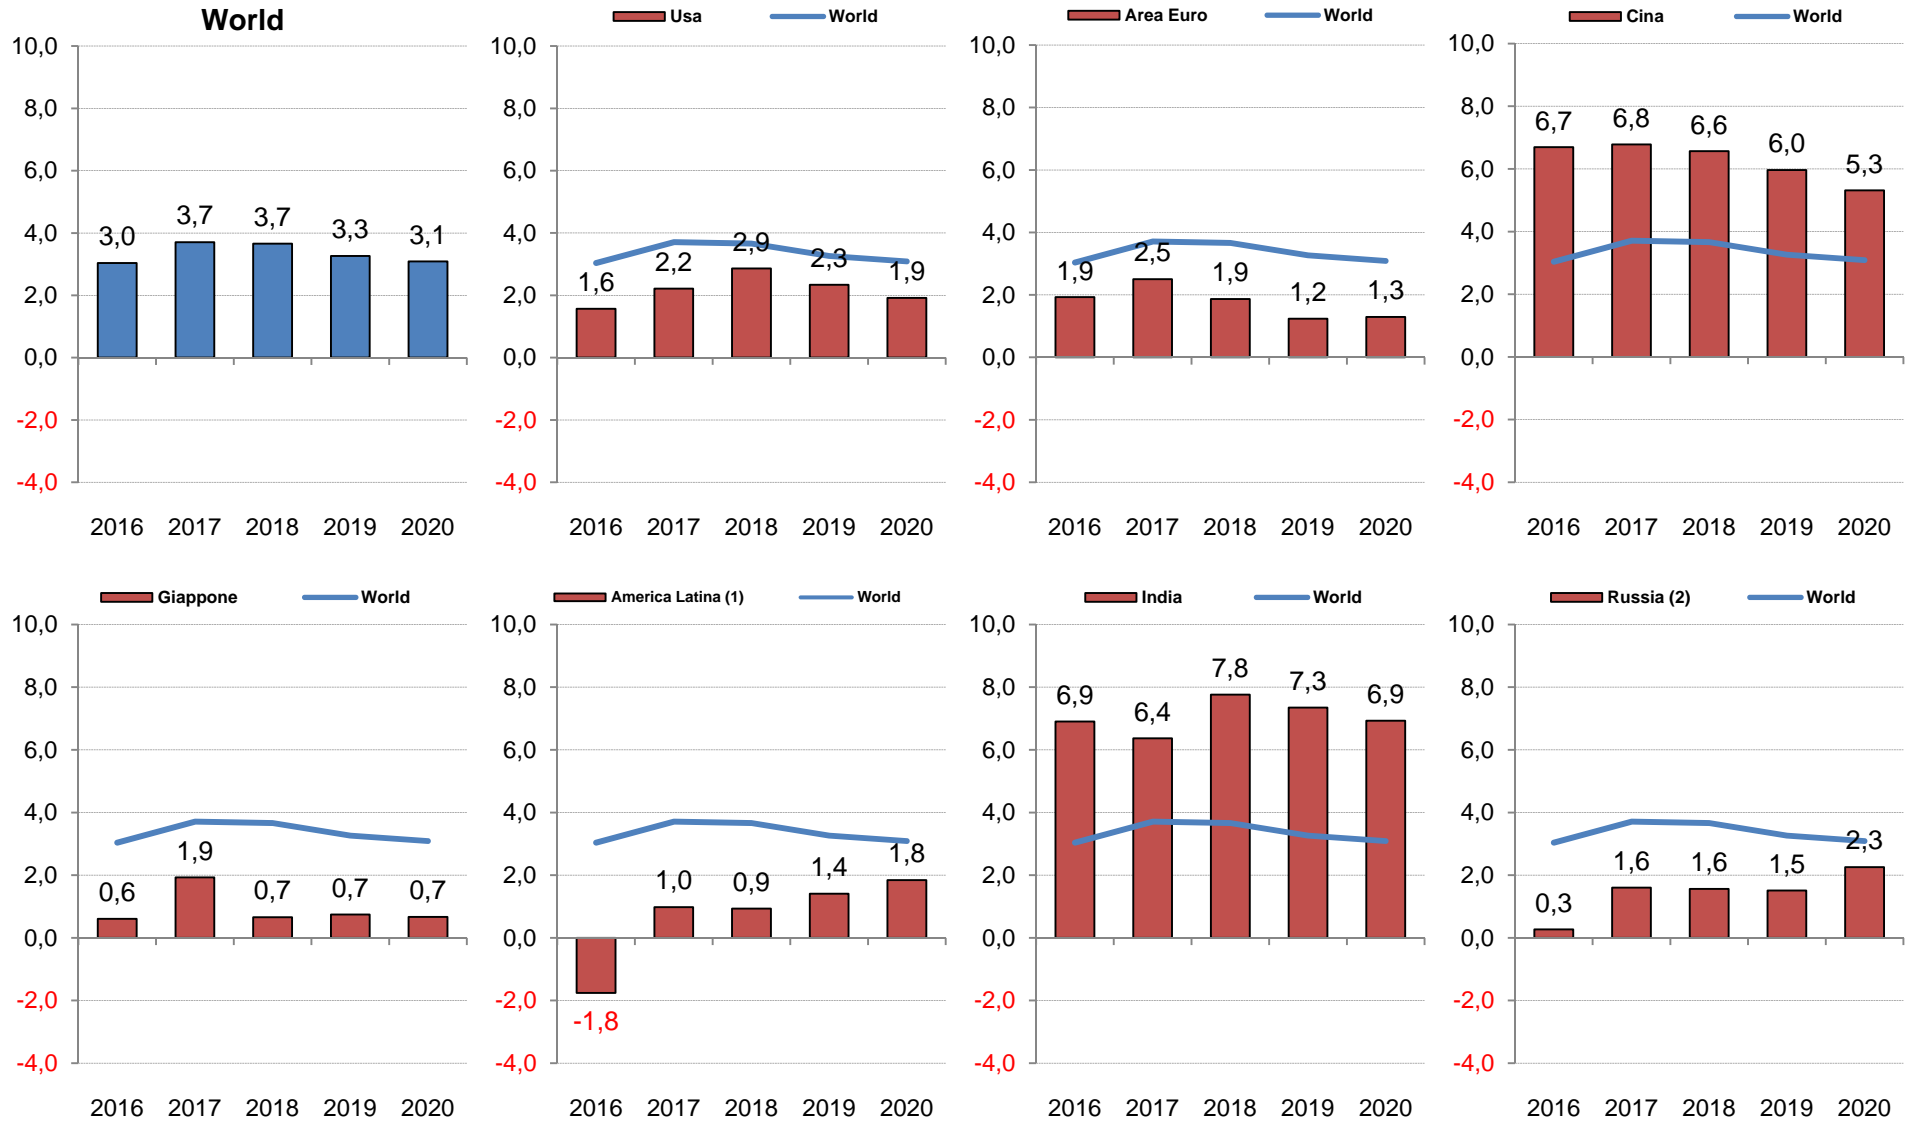 World
10,0
8,0
6,0
4,0
2,0
0,0
-2,0
-4,0
3,0 3,7 3,7 3,3 3,1
2016 2017 2018 2019 2020
Usa World
10,0
8,0
6,0
4,0
2,0
0,0
-2,0
-4,0
1,6 2,2 2,9 2,3 1,9
2016 2017 2018 2019 2020
Area Euro World
10,0
8,0
6,0
4,0
2,0
0,0
-2,0
-4,0
1,9 2,5 1,9 1,2 1,3
2016 2017 2018 2019 2020
Cina World
10,0
8,0
6,0
4,0
2,0
0,0
-2,0
-4,0
6,7 6,8 6,6 6,0 5,3
2016 2017 2018 2019 2020
Giappone World
10,0
8,0
6,0
4,0
2,0
0,0
-2,0
-4,0
0,6 1,9 0,7 0,7 0,7
2016 2017 2018 2019 2020
America Latina (1) World
10,0
8,0
6,0
4,0
2,0
0,0
-2,0
-4,0
-1,8 1,0 0,9 1,4 1,8
2016 2017 2018 2019 2020
India World
10,0
8,0
6,0
4,0
2,0
0,0
-2,0
-4,0
6,9 6,4 7,8 7,3 6,9
2016 2017 2018 2019 2020
Russia (2) World
10,0
8,0
6,0
4,0
2,0
0,0
-2,0
-4,0
0,3 1,6 1,6 1,5 2,3
2016 2017 2018 2019 2020